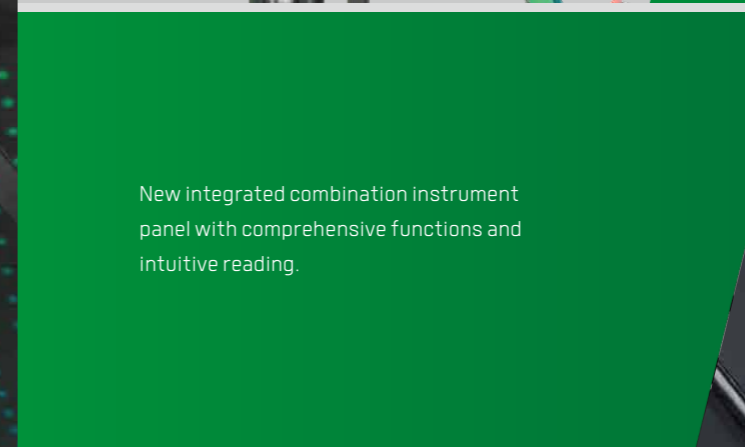 New integrated combination instrument
panel with comprehensive functions and
intuitive reading.